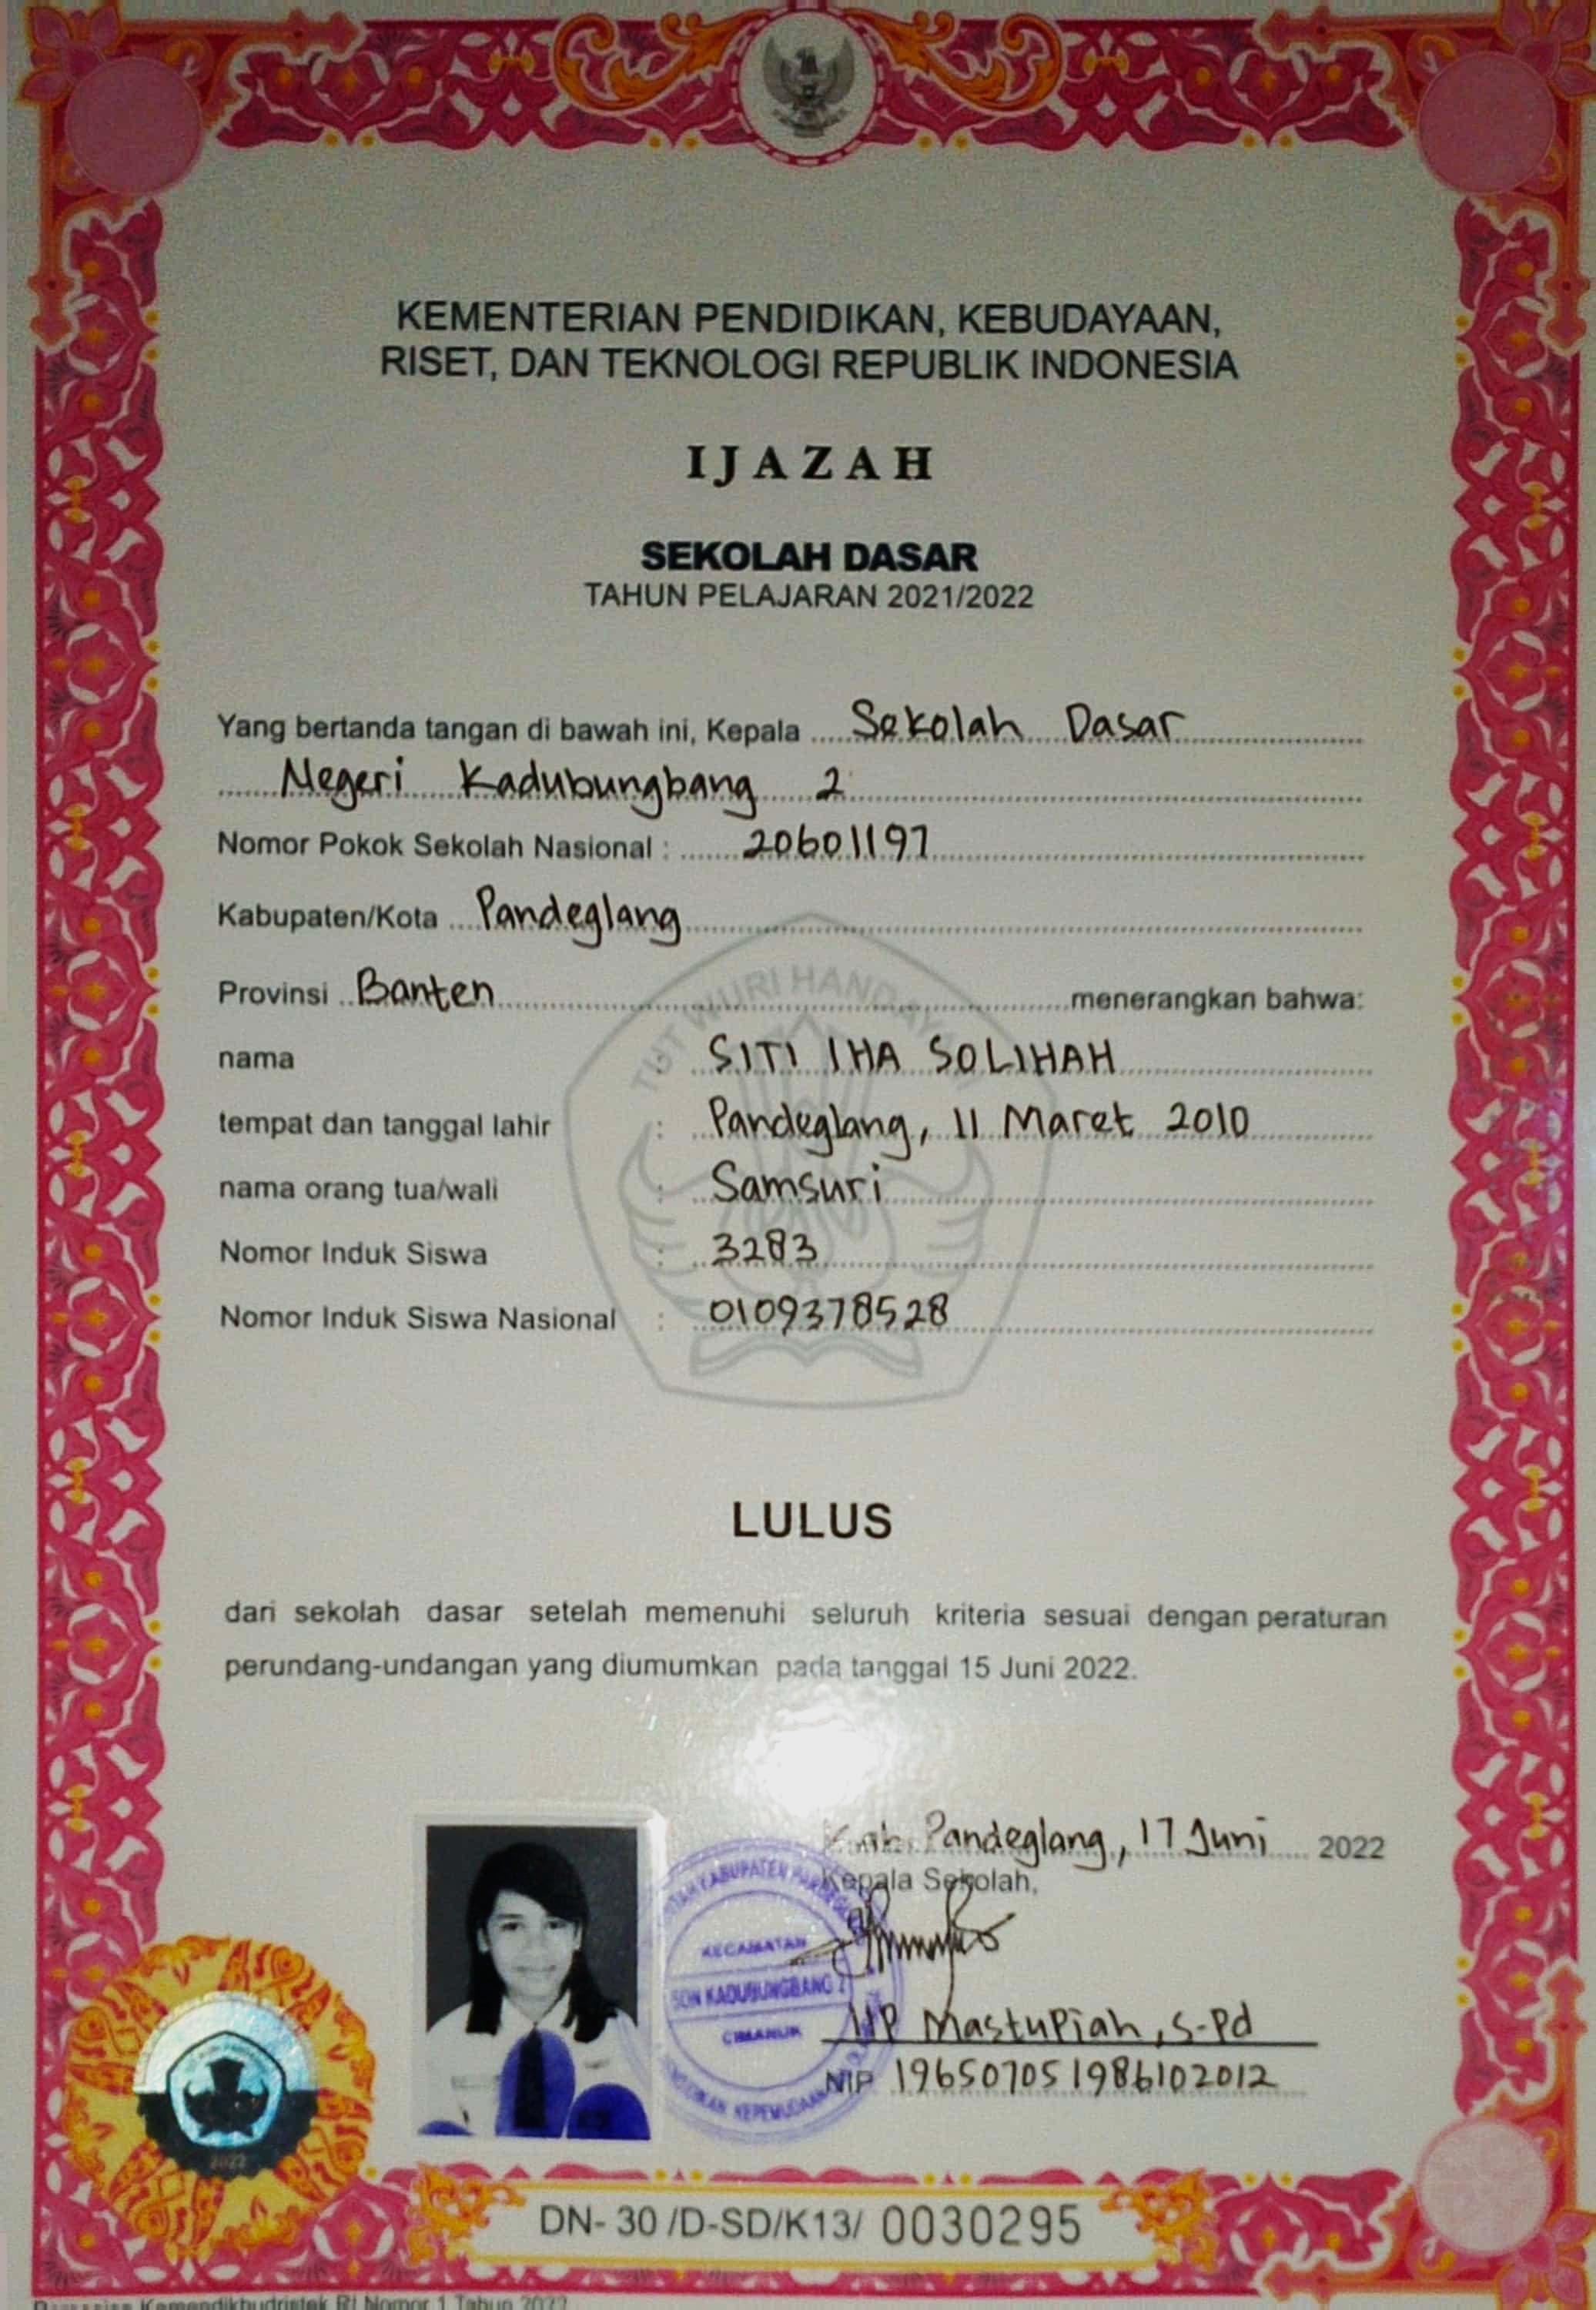 KEMENTERIAN PENDIDIKAN, KEBUDAYAAN,
RISET, DAN TEKNOLOGI REPUBLIK INDONESIA
IJAZAH
SEKOLAH DASAR
TAHUN PELAJARAN 2021/2022
Yang bertanda tangan di bawah ini, Kepala Sekolah Dasar
Negeri Kadubungbang 2
Nomor Pokok Sekolah Nasional : 20601197
Kabupaten/Kota Pandeglang
Provinsi Banten menerangkan bahwa:
nama : SITI IHA SOLIHAH
tempat dan tanggal lahir : Pandeglang, 11 Maret 2010
nama orang tua/wali : Samsuri
Nomor Induk Siswa : 3283
Nomor Induk Siswa Nasional : 0109378528
TUT WURI HANDAYANI
LULUS
dari sekolah dasar setelah memenuhi seluruh kriteria sesuai dengan peraturan
perundang-undangan yang diumumkan pada tanggal 15 Juni 2022.
Kab. Pandeglang, 17 Juni 2022
Kepala Sekolah,
KECAMATAN
SDN KADUBUNGBANG 2
CIMANUK
Mastupiah, S-Pd
NIP 196507051986102012
2022
DN- 30 /D-SD/K13/ 0030295
Kemendikbudristek RI Nomor 1 Tahun 2022